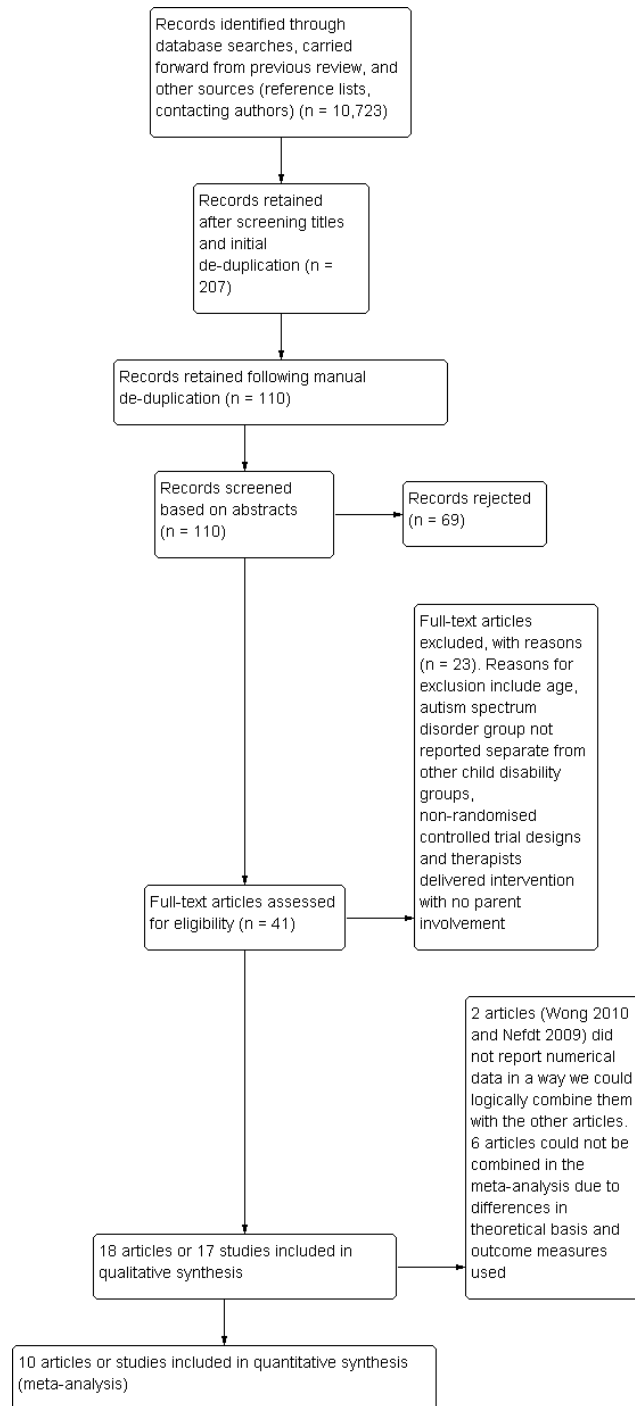 Records identified through
database searches, carried
forward from previous review, and
other sources (reference lists,
contacting authors) (n = 10,723)
Records retained
after screening titles
and initial
de-duplication (n =
207)
Records retained following manual
de-duplication (n = 110)
Records screened
based on abstracts
(n = 110)
Records rejected
(n = 69)
Full-text articles
excluded, with reasons
(n = 23). Reasons for
exclusion include age,
autism spectrum
disorder group not
reported separate from
other child disability
groups,
non-randomised
controlled trial designs
and therapists
delivered intervention
with no parent
involvement
Full-text articles assessed
for eligibility (n = 41)
2 articles (Wong 2010
and Nefdt 2009) did
not report numerical
data in a way we could
logically combine them
with the other articles.
6 articles could not be
combined in the
meta-analysis due to
differences in
theoretical basis and
outcome measures
used
18 articles or 17 studies included in
qualitative synthesis
10 articles or studies included in quantitative synthesis
(meta-analysis)